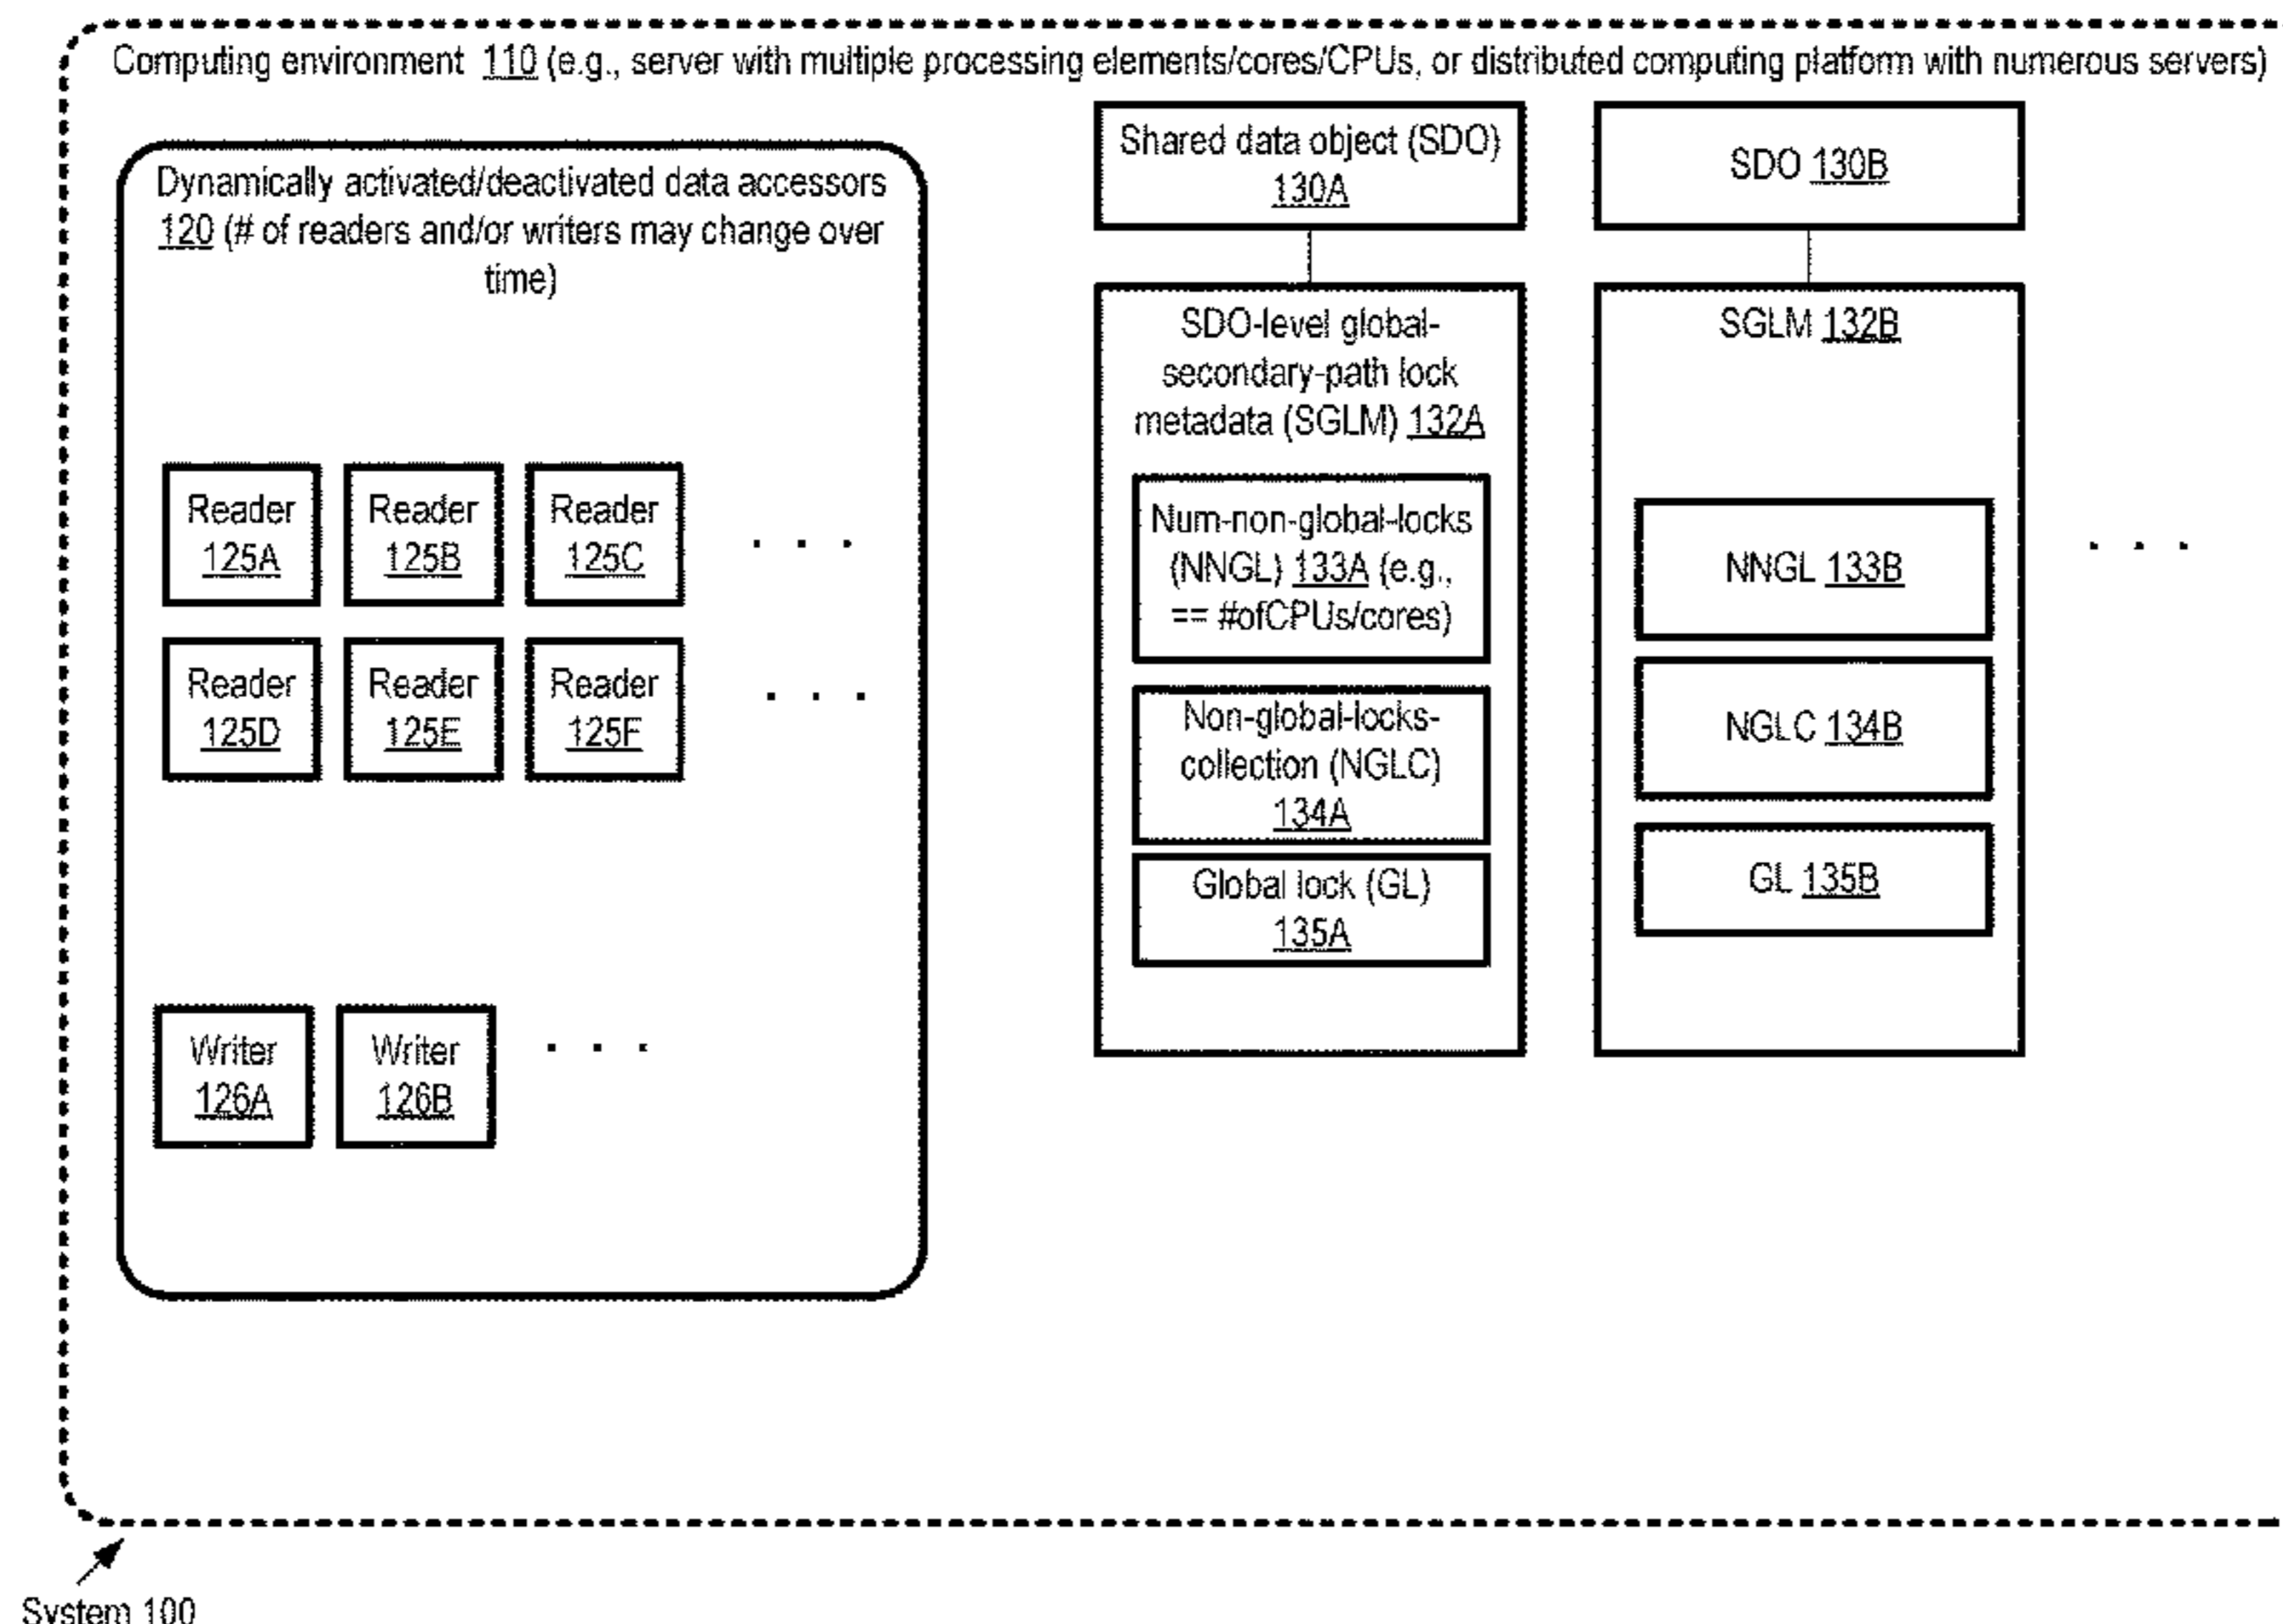 Computing environment 110 (e.g., server with multiple processing elements/cores/CPUs, or distributed computing platform with numerous servers)
Dynamically activated/deactivated data accessors
120 (# of readers and/or writers may change over
time)
Reader
125A
Reader
125B
Reader
125C
. . .
Reader
125D
Reader
125E
Reader
125F
. . .
Writer
126A
Writer
126B
. . .
Shared data object (SDO)
130A
SDO-level global-
secondary-path lock
metadata (SGLM) 132A
Num-non-global-locks
(NNGL) 133A (e.g.,
== #ofCPUs/cores)
Non-global-locks-
collection (NGLC)
134A
Global lock (GL)
135A
SDO 130B
SGLM 132B
NNGL 133B
NGLC 134B
GL 135B
. . .
System 100